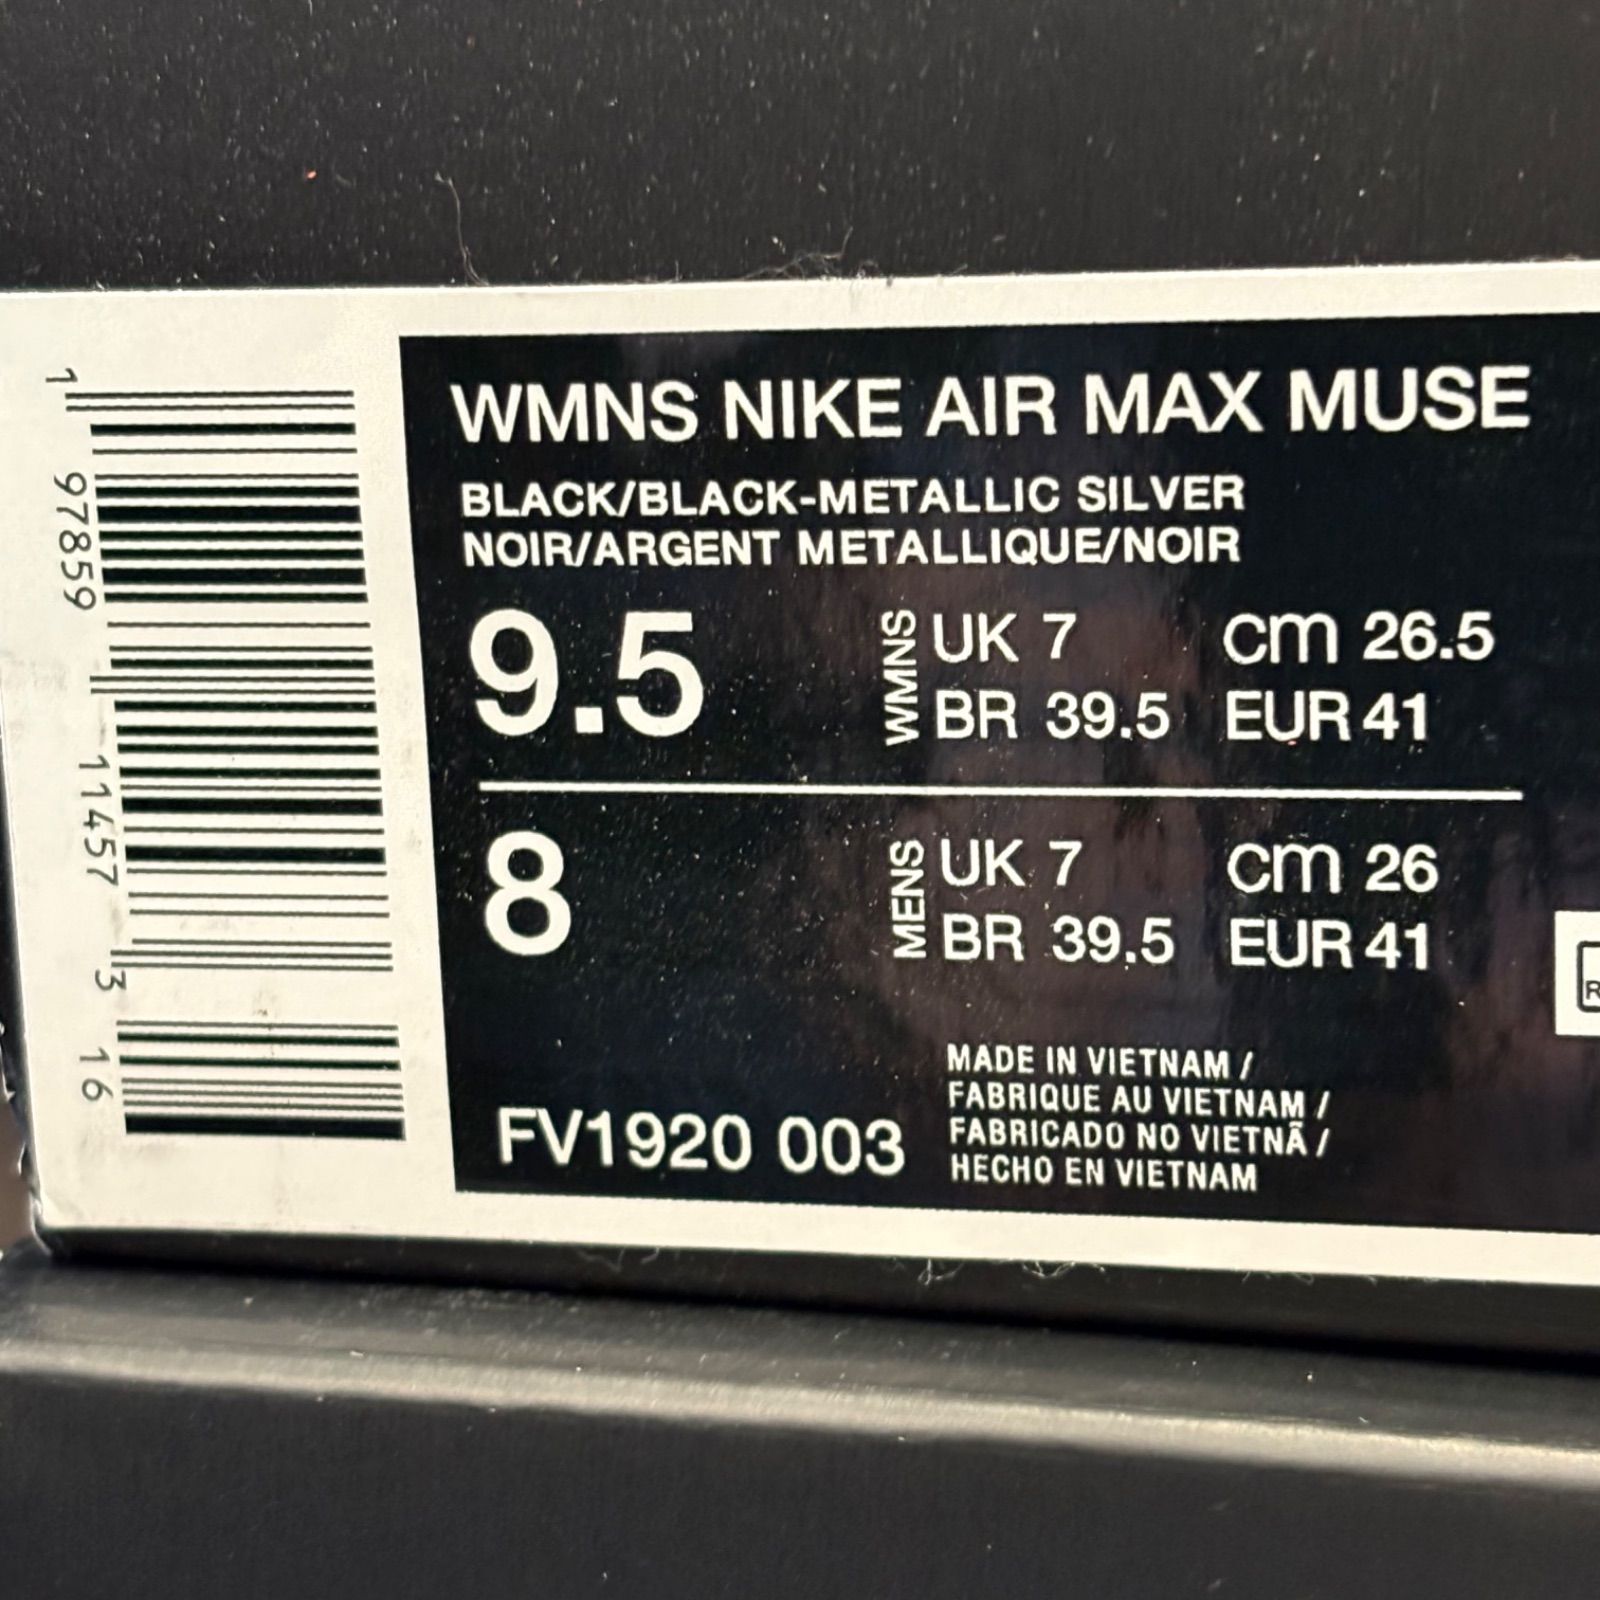 WMNS NIKE AIR MAX MUSE
BLACK/BLACK-METALLIC SILVER
NOIR/ARGENT METALLIQUE/NOIR
9.5 WMNS UK 7 cm 26.5
BR 39.5 EUR 41
8 MENS UK 7 cm 26
BR 39.5 EUR 41
FV1920 003
MADE IN VIETNAM /
FABRIQUE AU VIETNAM /
FABRICADO NO VIETNÃ /
HECHO EN VIETNAM
1 97859 11457 3 16